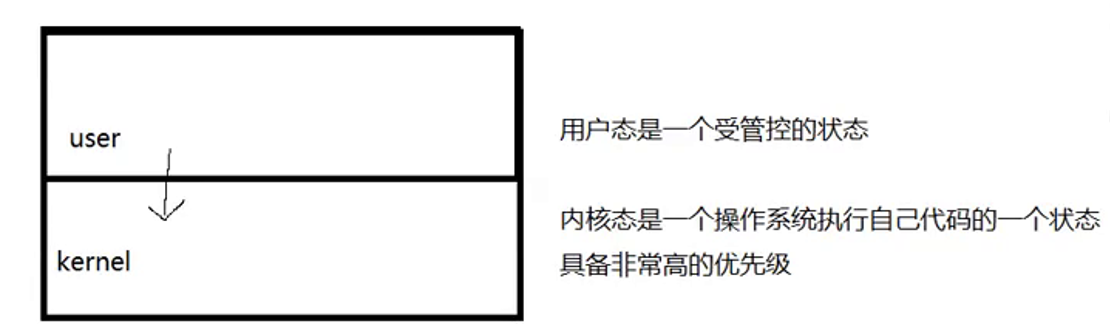 user
用户态是一个受管控的状态
内核态是一个操作系统执行自己代码的一个状态
kernel
具备非常高的优先级